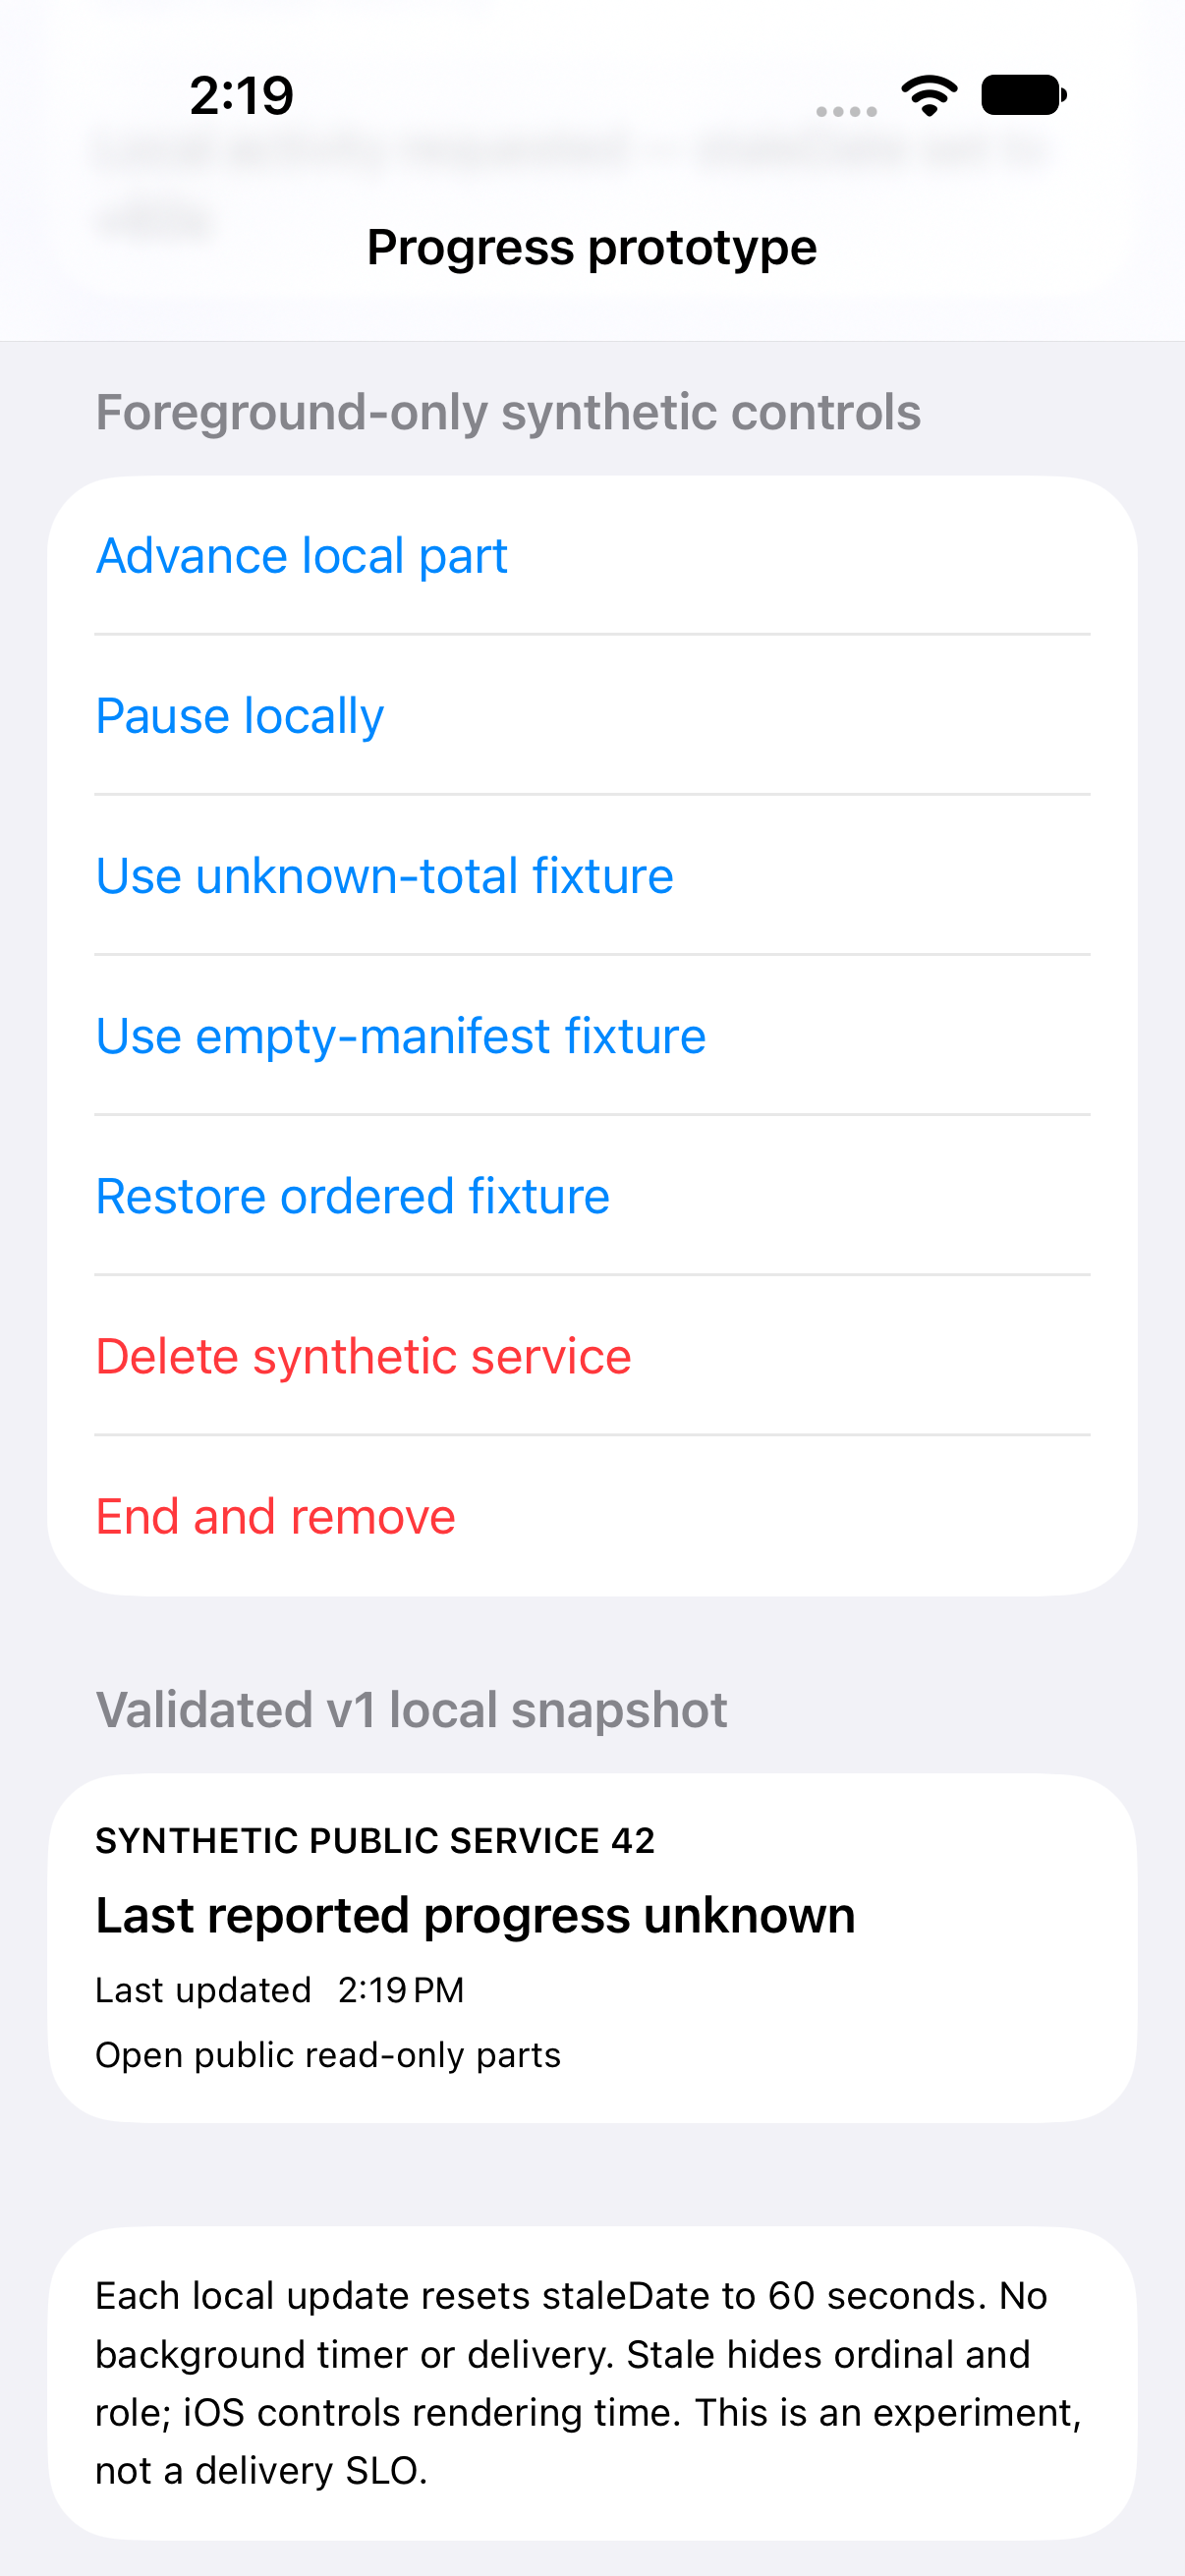 2:19
Progress prototype
Foreground-only synthetic controls
Advance local part
Pause locally
Use unknown-total fixture
Use empty-manifest fixture
Restore ordered fixture
Delete synthetic service
End and remove
Validated v1 local snapshot
SYNTHETIC PUBLIC SERVICE 42
Last reported progress unknown
Last updated 2:19 PM
Open public read-only parts
Each local update resets staleDate to 60 seconds. No
background timer or delivery. Stale hides ordinal and
role; iOS controls rendering time. This is an experiment,
not a delivery SLO.